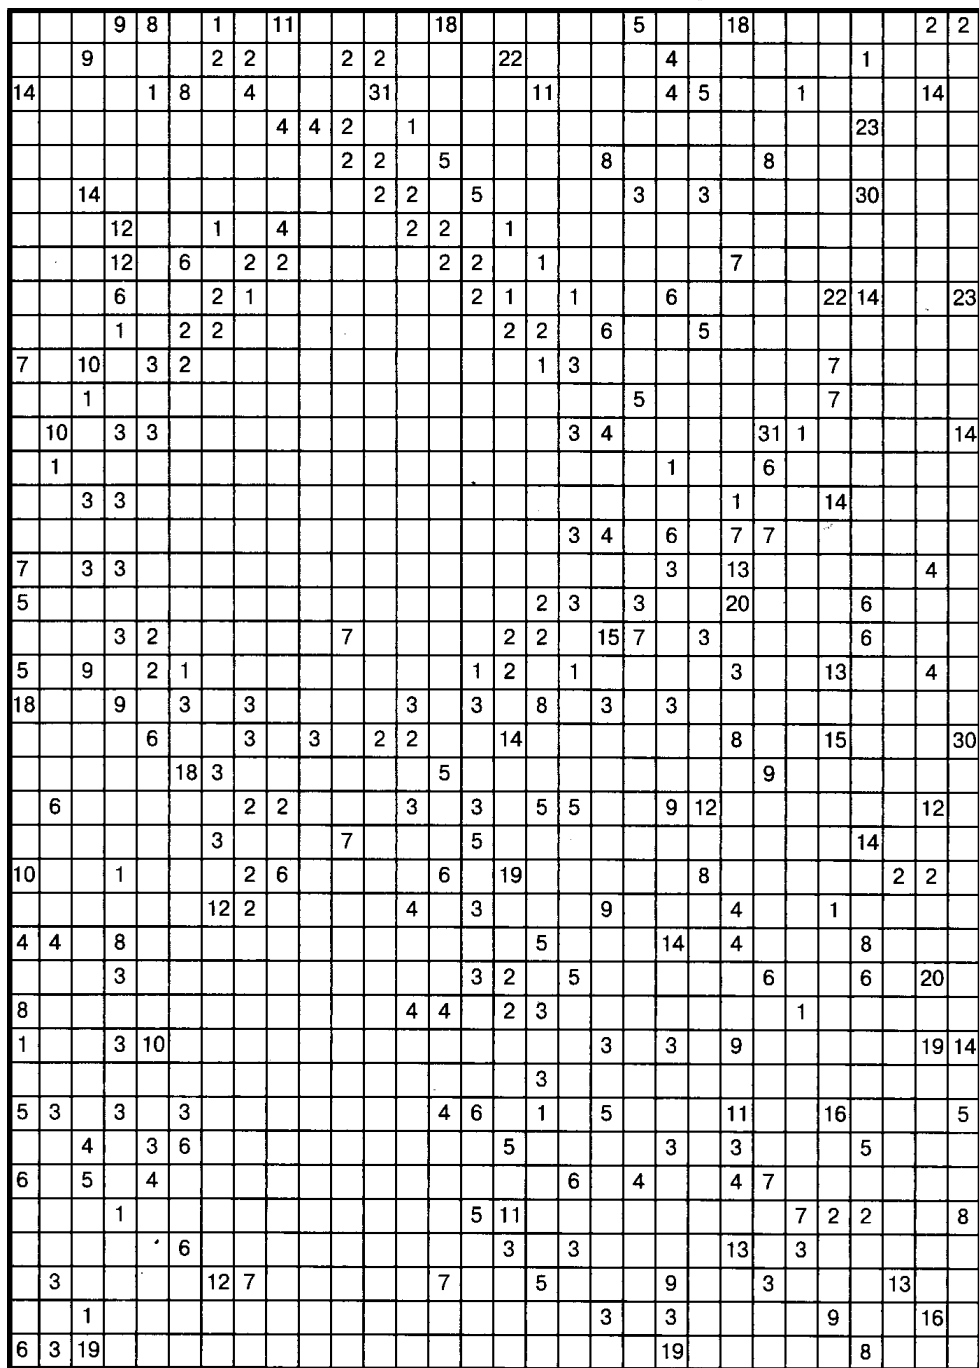 9 8 1 11 18 5 18 2 2
9 2 2 2 2 22 4 1
14 1 8 4 31 11 4 5 1 14
4 4 2 1 23
2 2 5 8 8
14 2 2 5 3 3 30
12 1 4 2 2 1
12 6 2 2 2 2 1 7
6 2 1 2 1 1 6 22 14 23
1 2 2 2 2 6 5
7 10 3 2 1 3 7
1 5 7
10 3 3 3 4 31 1 14
1 1 6
3 3 1 14
3 4 6 7 7
7 3 3 3 13 4
5 2 3 3 20 6
3 2 7 2 2 15 7 3 6
5 9 2 1 1 2 1 3 13 4
18 9 3 3 3 3 8 3 3
6 3 3 2 2 14 8 15 30
18 3 5 9
6 2 2 3 3 5 5 9 12 12
3 7 5 14
10 1 2 6 6 19 8 2 2
12 2 4 3 9 4 1
4 4 8 5 14 4 8
3 3 2 5 6 6 20
8 4 4 2 3 1
1 3 10 3 3 9 19 14
3
5 3 3 3 4 6 1 5 11 16 5
4 3 6 5 3 3 5
6 5 4 6 4 4 7
1 5 11 7 2 2 8
6 3 3 13 3
3 12 7 7 5 9 3 13
1 3 3 9 16
6 3 19 19 8